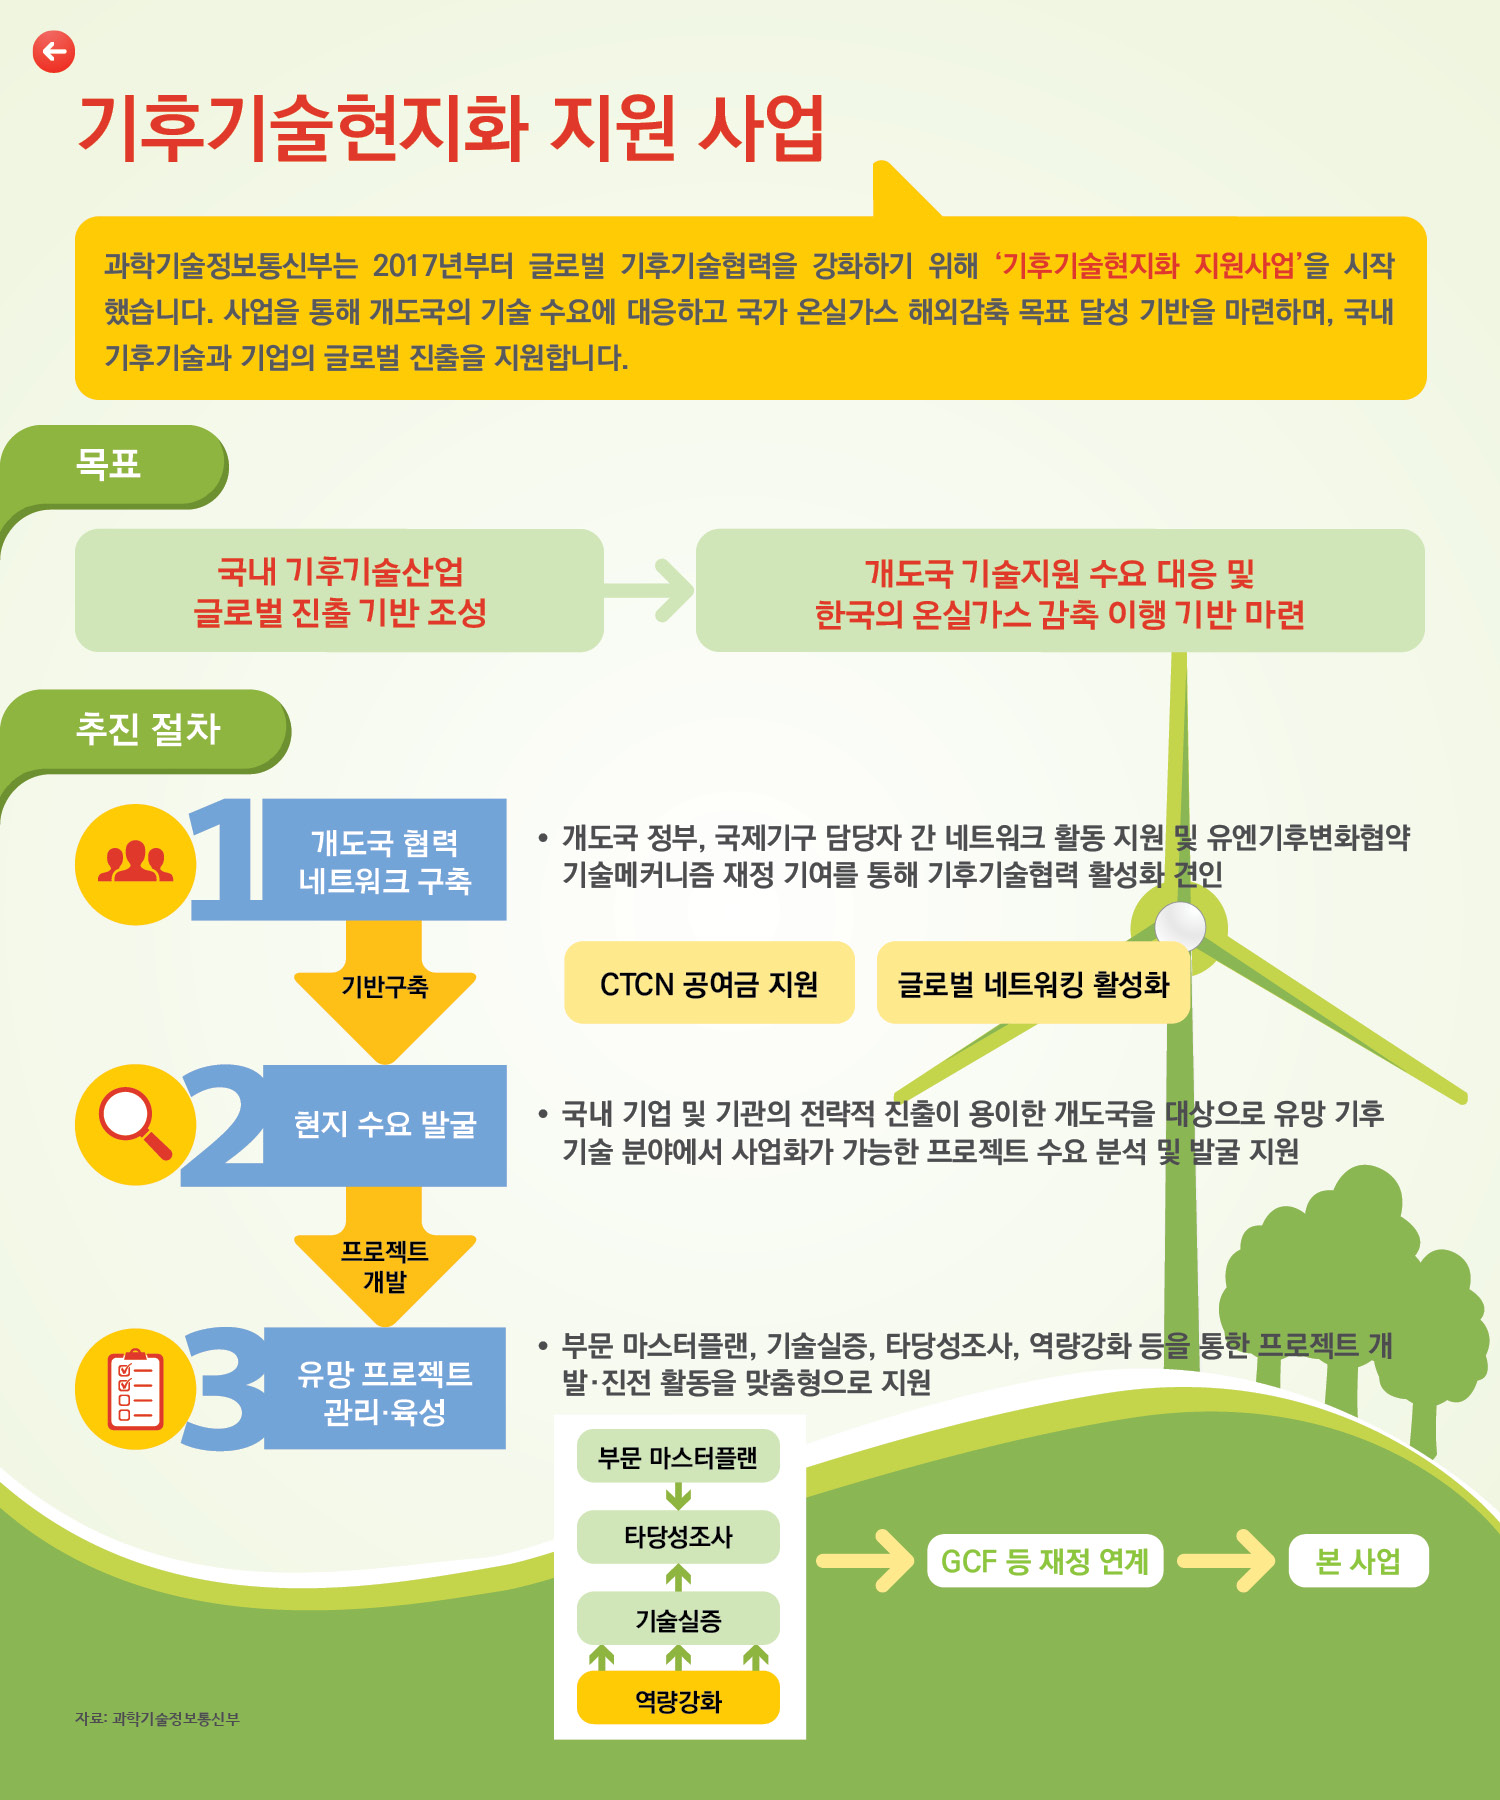 기후기술현지화 지원 사업
과학기술정보통신부는 2017년부터 글로벌 기후기술협력을 강화하기 위해 ‘기후기술현지화 지원사업’을 시작
했습니다. 사업을 통해 개도국의 기술 수요에 대응하고 국가 온실가스 해외감축 목표 달성 기반을 마련하며, 국내
기후기술과 기업의 글로벌 진출을 지원합니다.
목표
국내 기후기술산업
글로벌 진출 기반 조성
개도국 기술지원 수요 대응 및
한국의 온실가스 감축 이행 기반 마련
추진 절차
1
개도국 협력
네트워크 구축
• 개도국 정부, 국제기구 담당자 간 네트워크 활동 지원 및 유엔기후변화협약
기술메커니즘 재정 기여를 통해 기후기술협력 활성화 견인
기반구축
CTCN 공여금 지원
글로벌 네트워킹 활성화
2
현지 수요 발굴
• 국내 기업 및 기관의 전략적 진출이 용이한 개도국을 대상으로 유망 기후
기술 분야에서 사업화가 가능한 프로젝트 수요 분석 및 발굴 지원
프로젝트
개발
3
유망 프로젝트
관리·육성
• 부문 마스터플랜, 기술실증, 타당성조사, 역량강화 등을 통한 프로젝트 개
발·진전 활동을 맞춤형으로 지원
부문 마스터플랜
타당성조사
기술실증
역량강화
GCF 등 재정 연계
본 사업
자료: 과학기술정보통신부